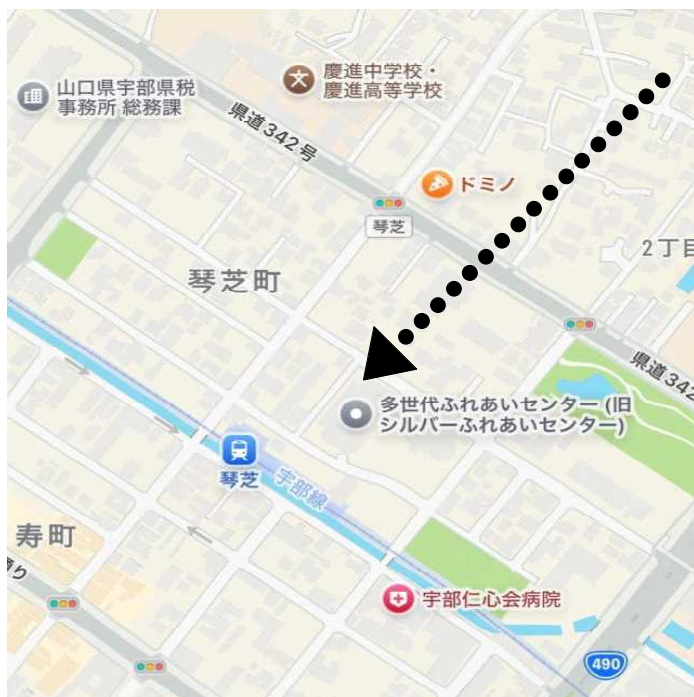 山口県宇部県税
事務所 総務課
慶進中学校・
慶進高等学校
県道342号
ドミノ
琴芝
2丁目
琴芝町
県道342
多世代ふれあいセンター (旧
シルバーふれあいセンター)
琴芝
宇部線
寿町
通り
宇部仁心会病院
490